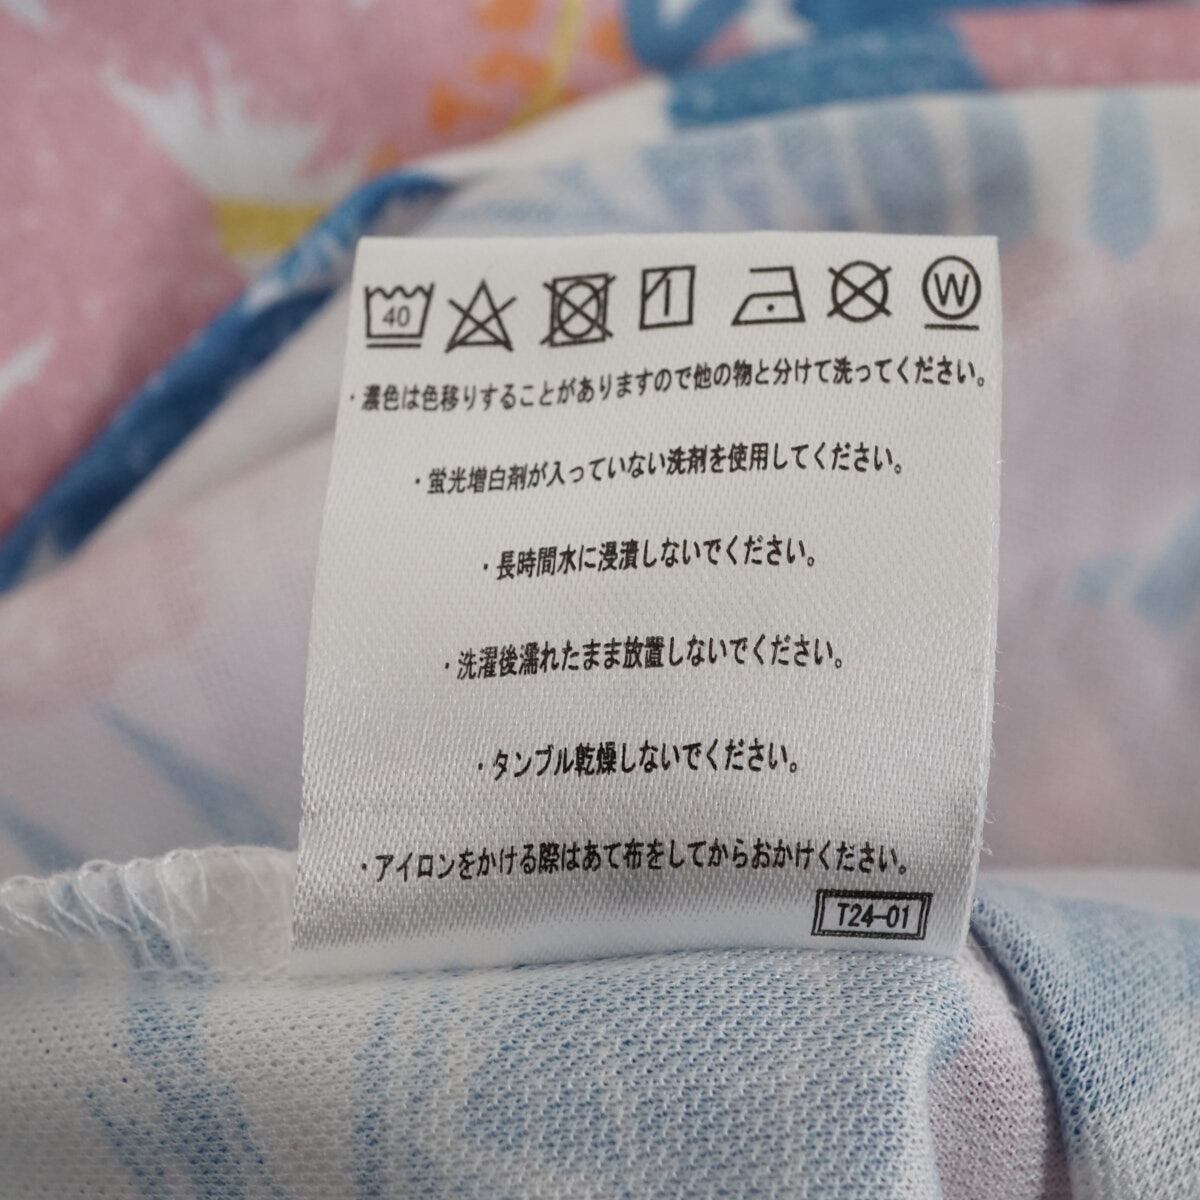 40 W
・濃色は色移りすることがありますので他の物と分けて洗ってください。
・蛍光増白剤が入っていない洗剤を使用してください。
・長時間水に浸漬しないでください。
・洗濯後濡れたまま放置しないでください。
・タンブル乾燥しないでください。
・アイロンをかける際はあて布をしてからおかけください。
T24-01